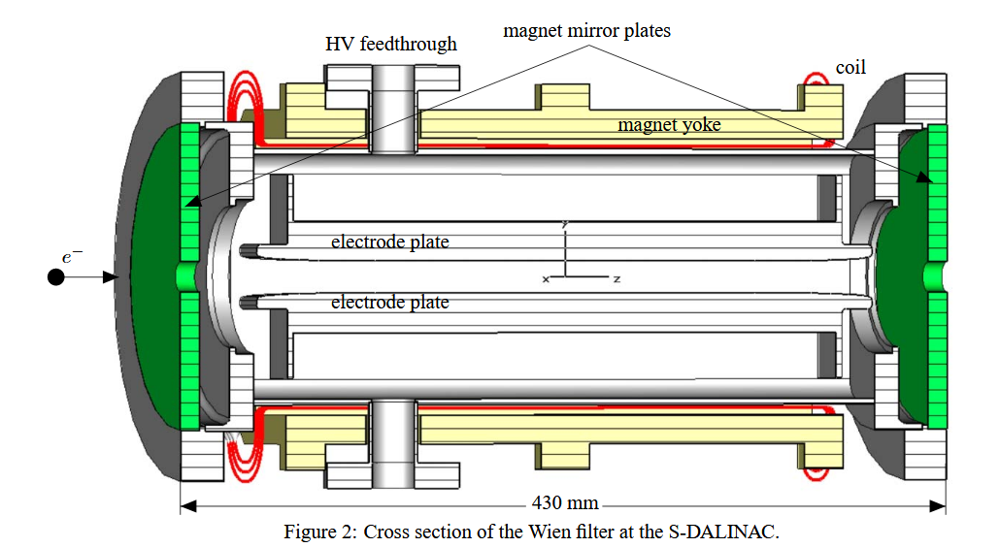 magnet mirror plates
HV feedthrough
coil
magnet yoke
electrode plate
y
e⁻
x
z
electrode plate
430 mm
Figure 2: Cross section of the Wien filter at the S-DALINAC.